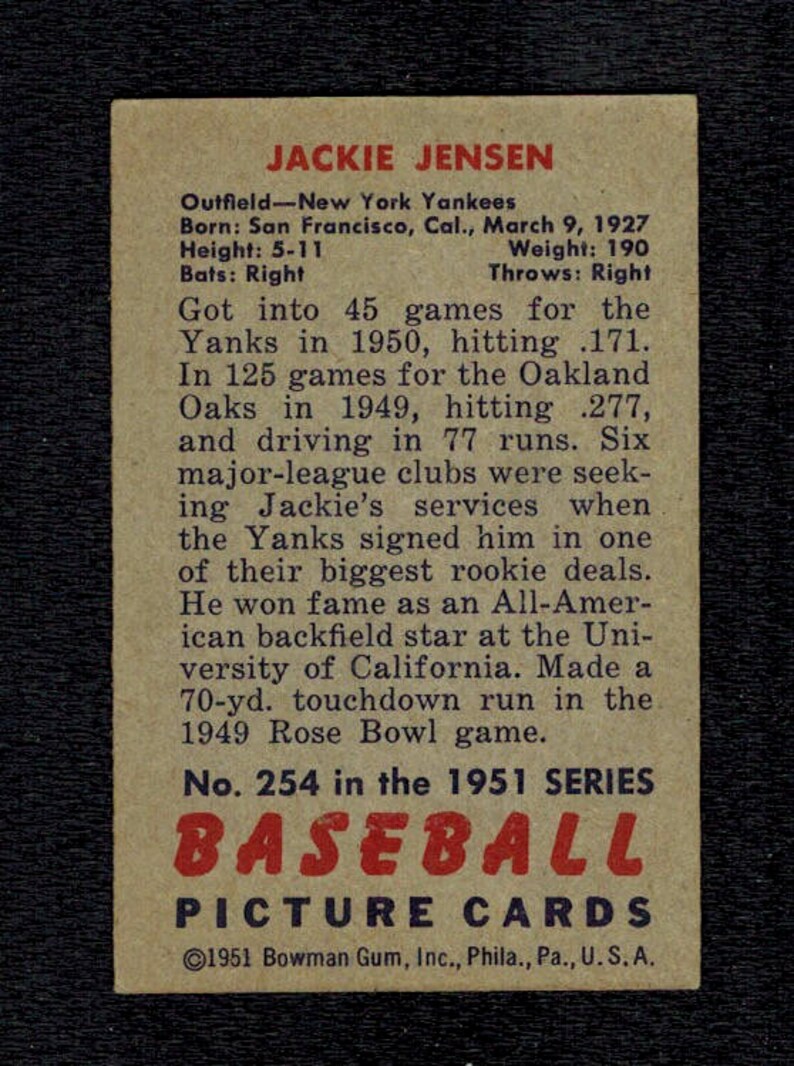 JACKIE JENSEN
Outfield—New York Yankees
Born: San Francisco, Cal., March 9, 1927
Height: 5-11 Weight: 190
Bats: Right Throws: Right
Got into 45 games for the
Yanks in 1950, hitting .171.
In 125 games for the Oakland
Oaks in 1949, hitting .277,
and driving in 77 runs. Six
major-league clubs were seek-
ing Jackie's services when
the Yanks signed him in one
of their biggest rookie deals.
He won fame as an All-Amer-
ican backfield star at the Uni-
versity of California. Made a
70-yd. touchdown run in the
1949 Rose Bowl game.
No. 254 in the 1951 SERIES
BASEBALL
PICTURE CARDS
©1951 Bowman Gum, Inc., Phila., Pa., U.S.A.